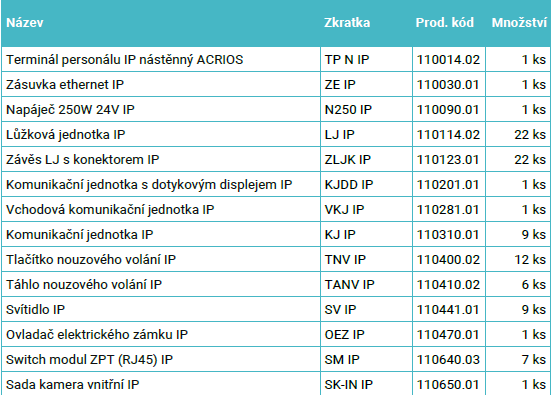 Název Zkratka Prod. kód Množství
Terminál personálu IP nástěnný ACRIOS TP N IP 110014.02 1 ks
Zásuvka ethernet IP ZE IP 110030.01 1 ks
Napáječ 250W 24V IP N250 IP 110090.01 1 ks
Lůžková jednotka IP LJ IP 110114.02 22 ks
Závěs LJ s konektorem IP ZLJK IP 110123.01 22 ks
Komunikační jednotka s dotykovým displejem IP KJDD IP 110201.01 1 ks
Vchodová komunikační jednotka IP VKJ IP 110281.01 1 ks
Komunikační jednotka IP KJ IP 110310.01 9 ks
Tlačítko nouzového volání IP TNV IP 110400.02 12 ks
Táhlo nouzového volání IP TANV IP 110410.02 6 ks
Svítidlo IP SV IP 110441.01 9 ks
Ovladač elektrického zámku IP OEZ IP 110470.01 1 ks
Switch modul ZPT (RJ45) IP SM IP 110640.03 7 ks
Sada kamera vnitřní IP SK-IN IP 110650.01 1 ks